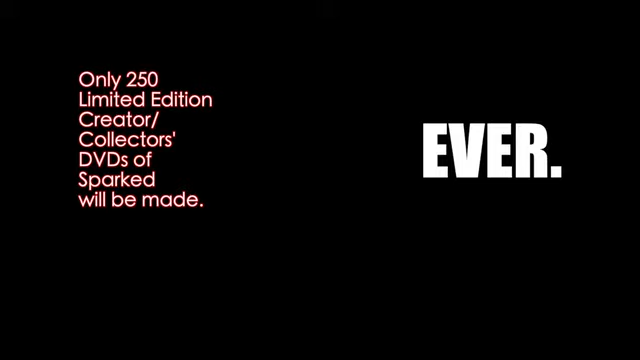 Only 250
Limited Edition
Creator/
Collectors'
DVDs of
Sparked
will be made.
EVER.